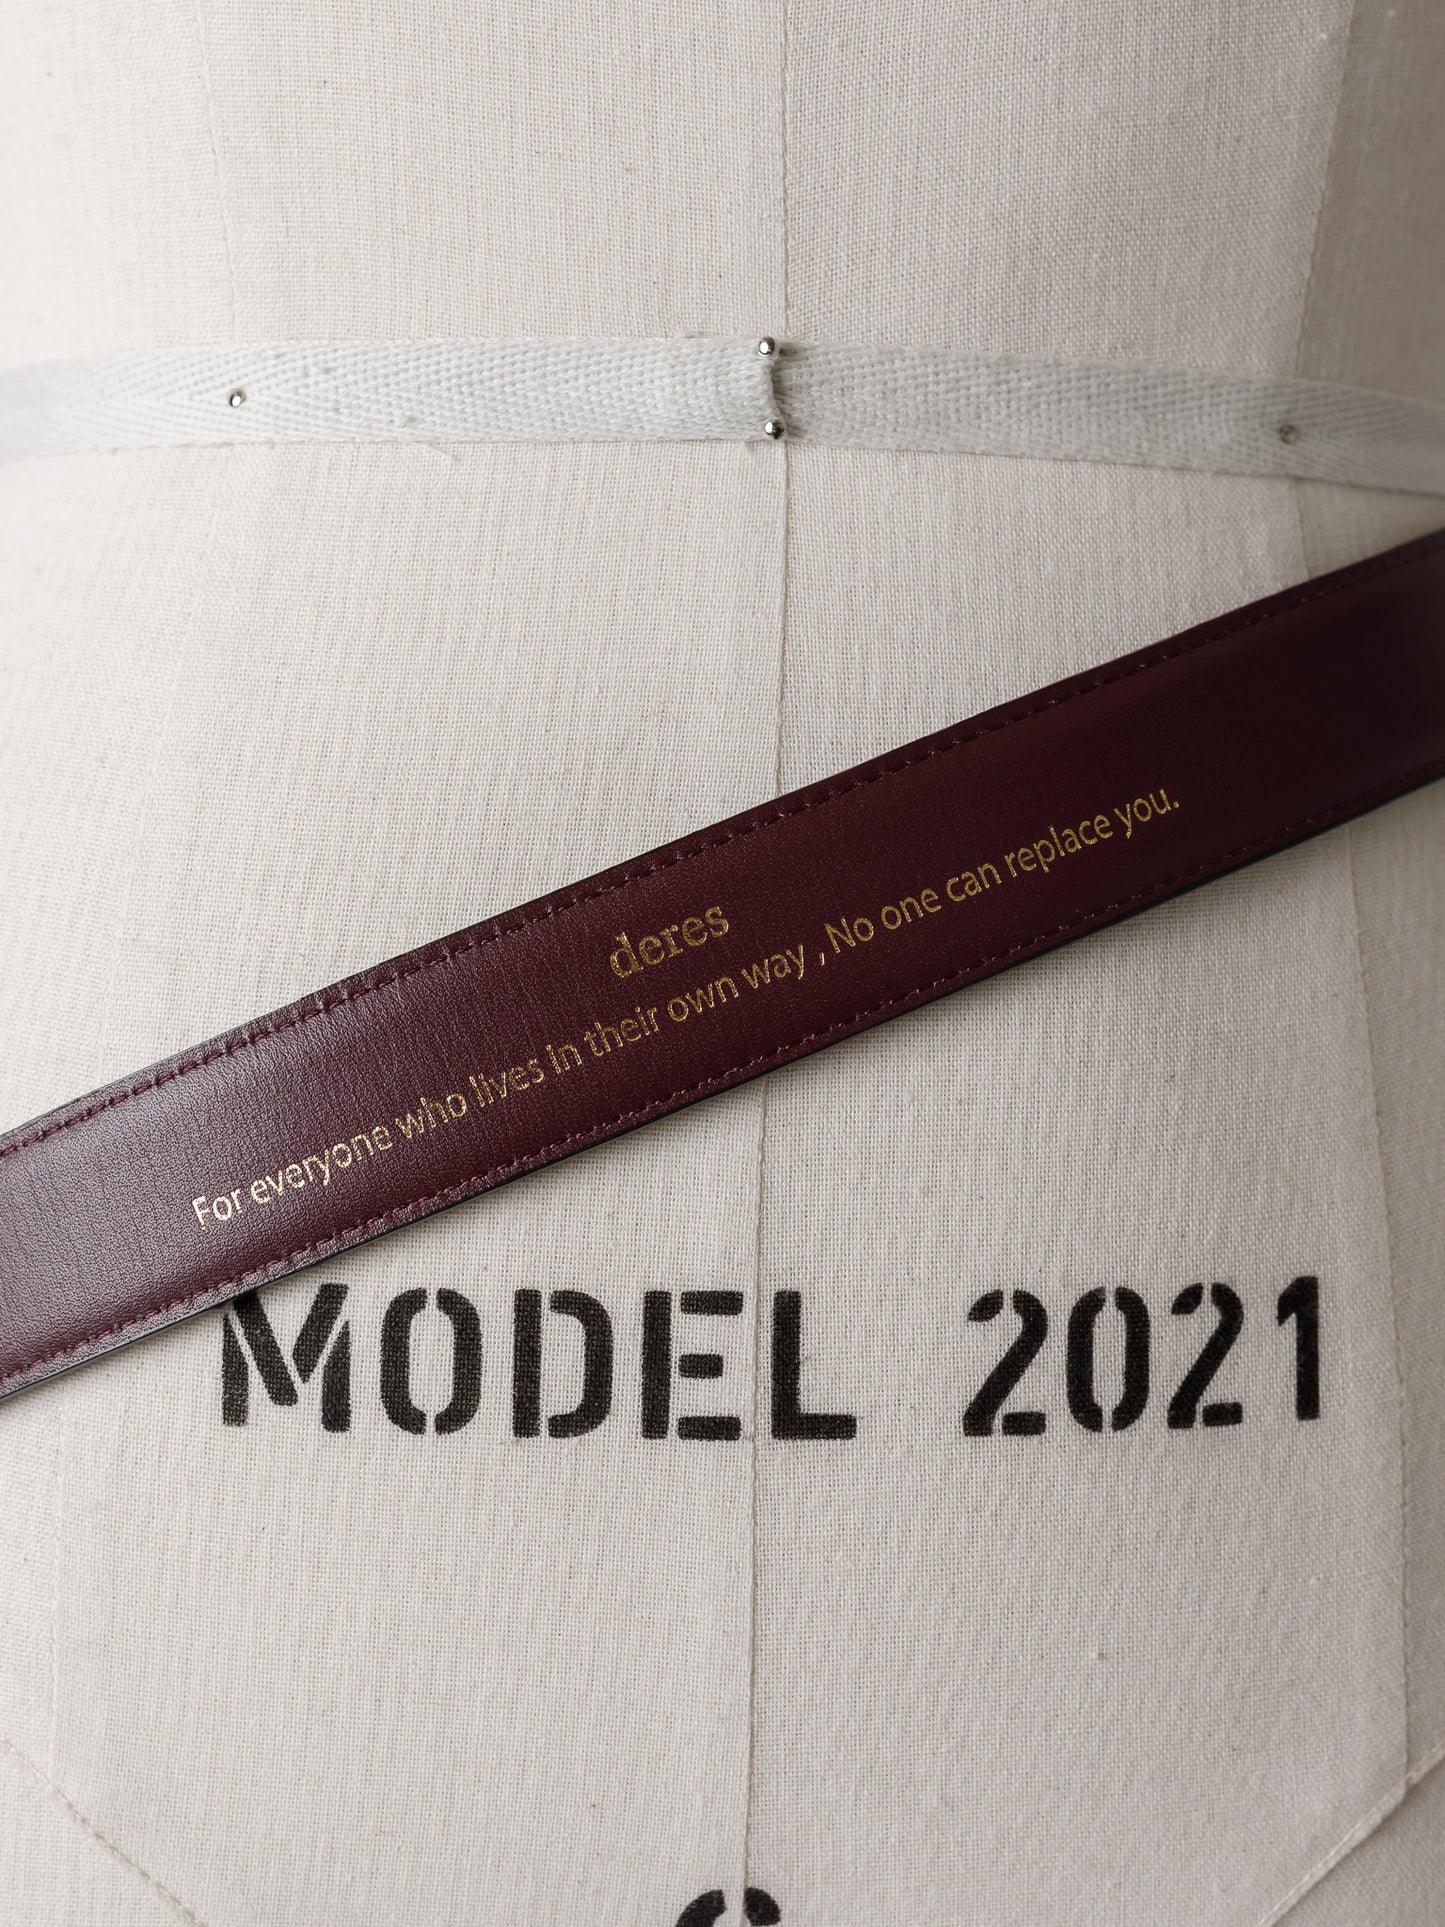 deres
For everyone who lives in their own way , No one can replace you.
MODEL 2021